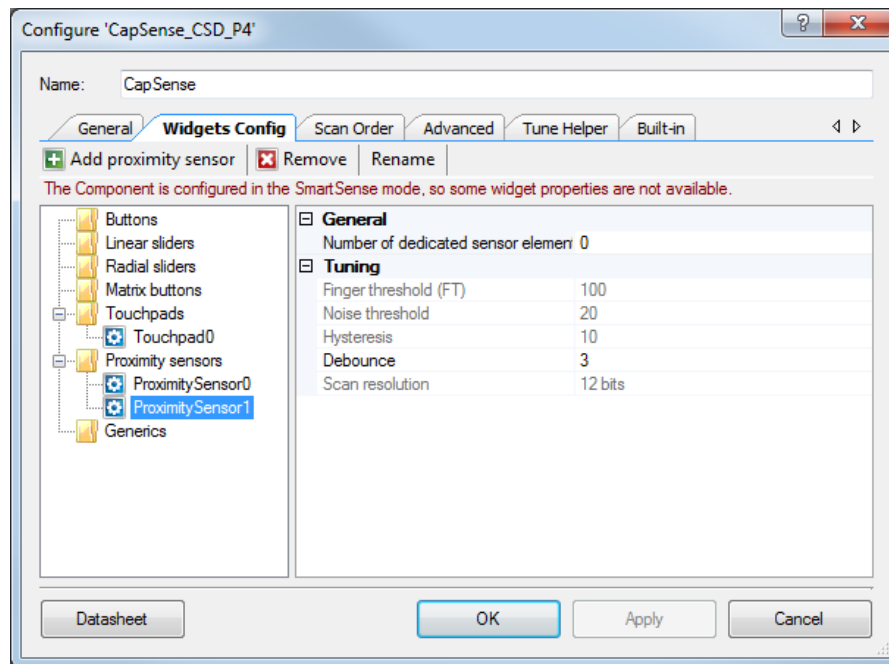 Configure 'CapSense_CSD_P4'
?
X
Name: CapSense
General Widgets Config Scan Order Advanced Tune Helper Built-in
Add proximity sensor Remove Rename
The Component is configured in the SmartSense mode, so some widget properties are not available.
Buttons
Linear sliders
Radial sliders
Matrix buttons
Touchpads
Touchpad0
Proximity sensors
ProximitySensor0
ProximitySensor1
Generics
General
Number of dedicated sensor element 0
Tuning
Finger threshold (FT) 100
Noise threshold 20
Hysteresis 10
Debounce 3
Scan resolution 12 bits
Datasheet OK Apply Cancel